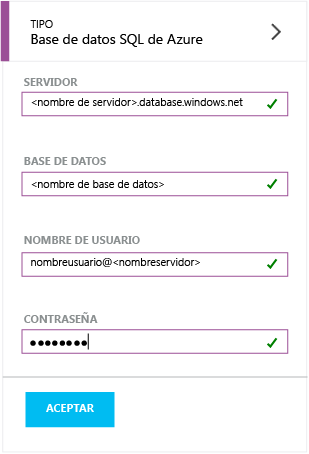 TIPO
Base de datos SQL de Azure
SERVIDOR
<nombre de servidor>.database.windows.net
BASE DE DATOS
<nombre de base de datos>
NOMBRE DE USUARIO
nombreusuario@<nombreservidor>
CONTRASEÑA
●●●●●●●●
ACEPTAR